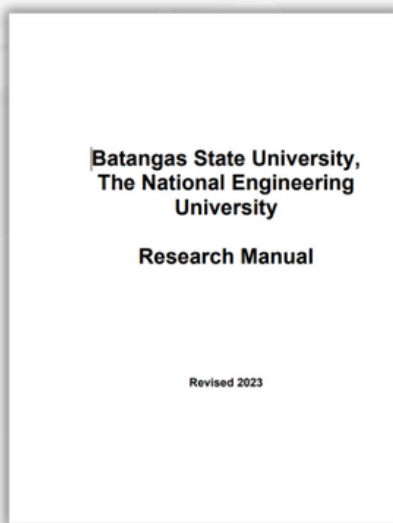 Batangas State University,
The National Engineering
University
Research Manual
Revised 2023